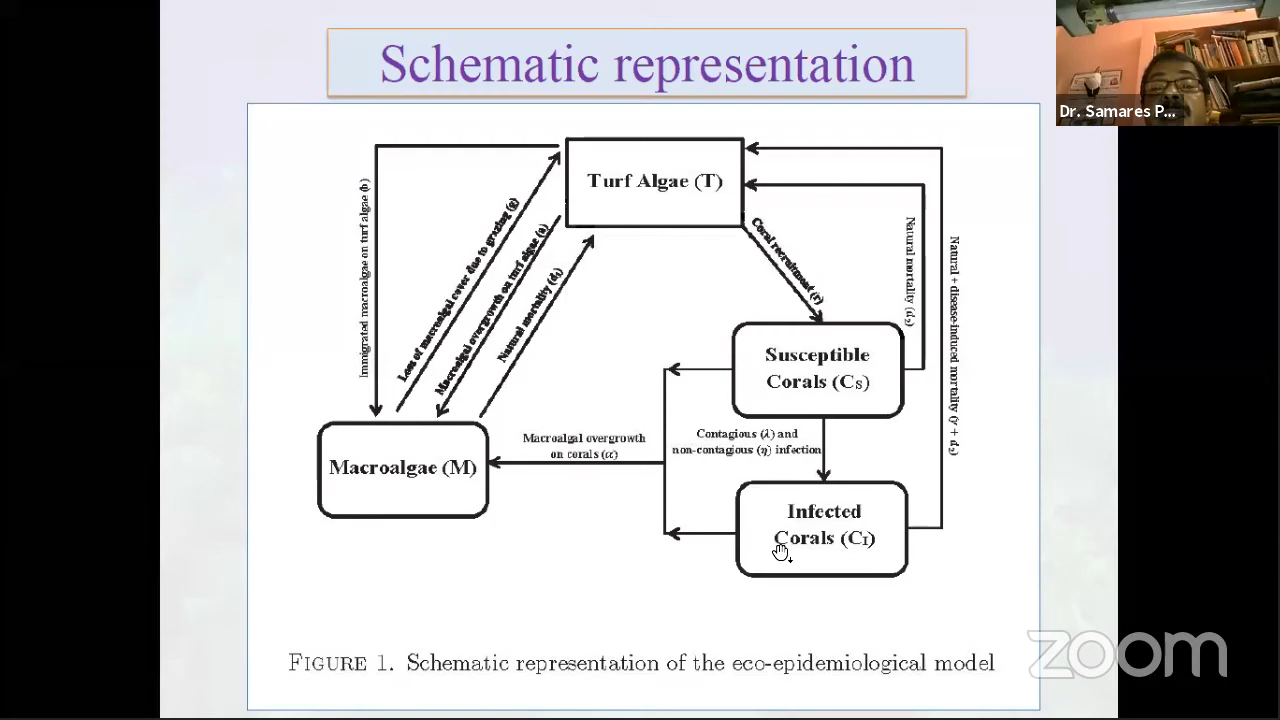 Schematic representation
Dr. Samares P...
Turf Algae (T)
Immigrated macroalgae on turf algae (b)
Loss of macroalgal cover due to grazing (g)
Macroalgal overgrowth on turf algae (a)
Natural mortality (d₁)
Coral recruitment (r)
Natural mortality (d₂)
Natural + disease-induced mortality (γ + d₂)
Susceptible
Corals (Cs)
Macroalgal overgrowth
on corals (α)
Contagious (λ) and
non-contagious (η) infection
Macroalgae (M)
Infected
Corals (CI)
FIGURE 1. Schematic representation of the eco-epidemiological model
zoom